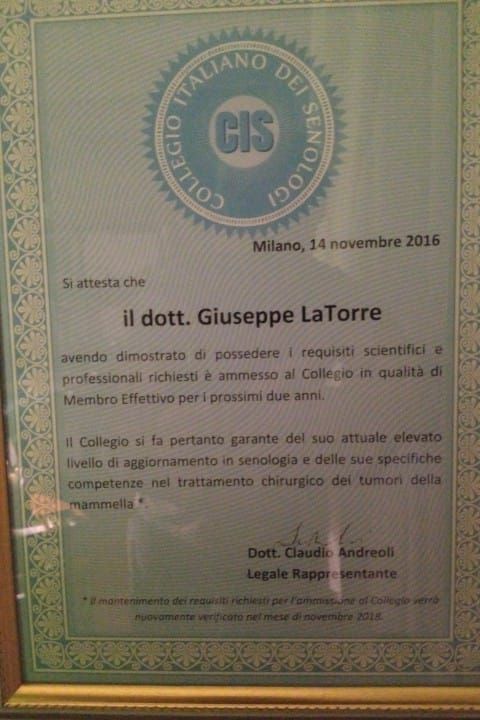 COLLEGIO ITALIANO DEI SENOLOGI
CIS
Milano, 14 novembre 2016
Si attesta che
il dott. Giuseppe LaTorre
avendo dimostrato di possedere i requisiti scientifici e
professionali richiesti è ammesso al Collegio in qualità di
Membro Effettivo per i prossimi due anni.
Il Collegio si fa pertanto garante del suo attuale elevato
livello di aggiornamento in senologia e delle sue specifiche
competenze nel trattamento chirurgico dei tumori della
mammella *.
Dott. Claudio Andreoli
Legale Rappresentante
* Il mantenimento dei requisiti richiesti per l'ammissione al Collegio verrà
nuovamente verificato nel mese di novembre 2018.